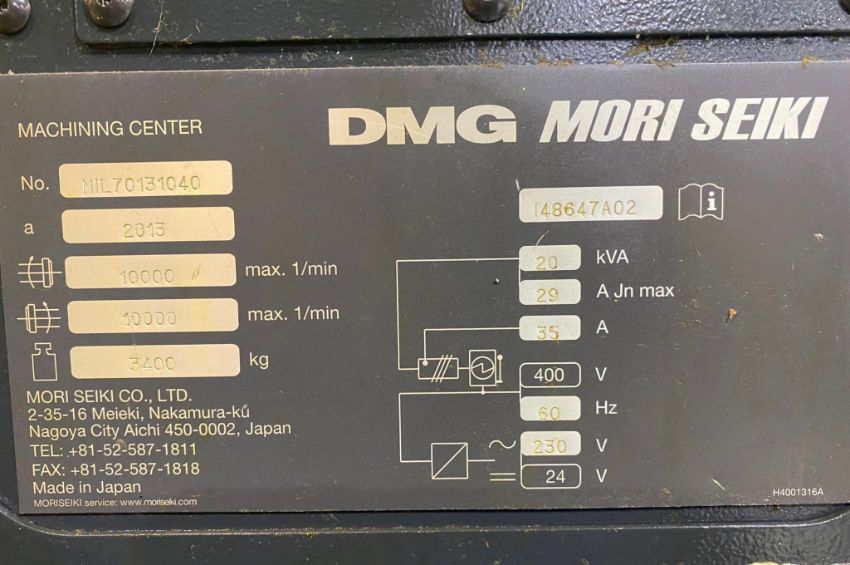 DMG MORI SEIKI
MACHINING CENTER
No. MIL70131040
a 2013
10000 max. 1/min
10000 max. 1/min
3400 kg
MORI SEIKI CO., LTD.
2-35-16 Meieki, Nakamura-ku
Nagoya City Aichi 450-0002, Japan
TEL: +81-52-587-1811
FAX: +81-52-587-1818
Made in Japan
MORISEIKI service: www.moriseiki.com
I48647A02 i
20 kVA
29 A Jn max
35 A
400 V
60 Hz
230 V
24 V
H4001316A